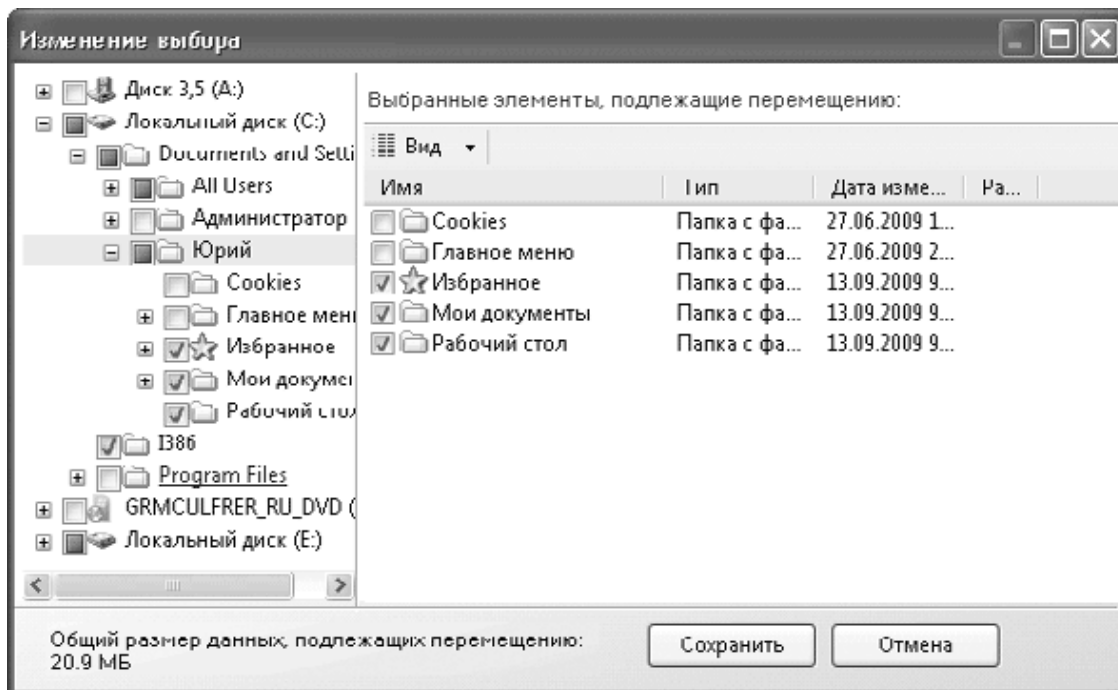 Изменение выбора
Диск 3,5 (A:)
Локальный диск (C:)
Documents and Setti
All Users
Администратор
Юрий
Cookies
Главное мен
Избранное
Мои докумен
Рабочий стол
I386
Program Files
GRMCULFRER_RU_DVD (
Локальный диск (E:)
Выбранные элементы, подлежащие перемещению:
Вид
Имя Тип Дата изме... Ра...
Cookies Папка с фа... 27.06.2009 1...
Главное меню Папка с фа... 27.06.2009 2...
Избранное Папка с фа... 13.09.2009 9...
Мои документы Папка с фа... 13.09.2009 9...
Рабочий стол Папка с фа... 13.09.2009 9...
Общий размер данных, подлежащих перемещению:
20.9 МБ
Сохранить Отмена